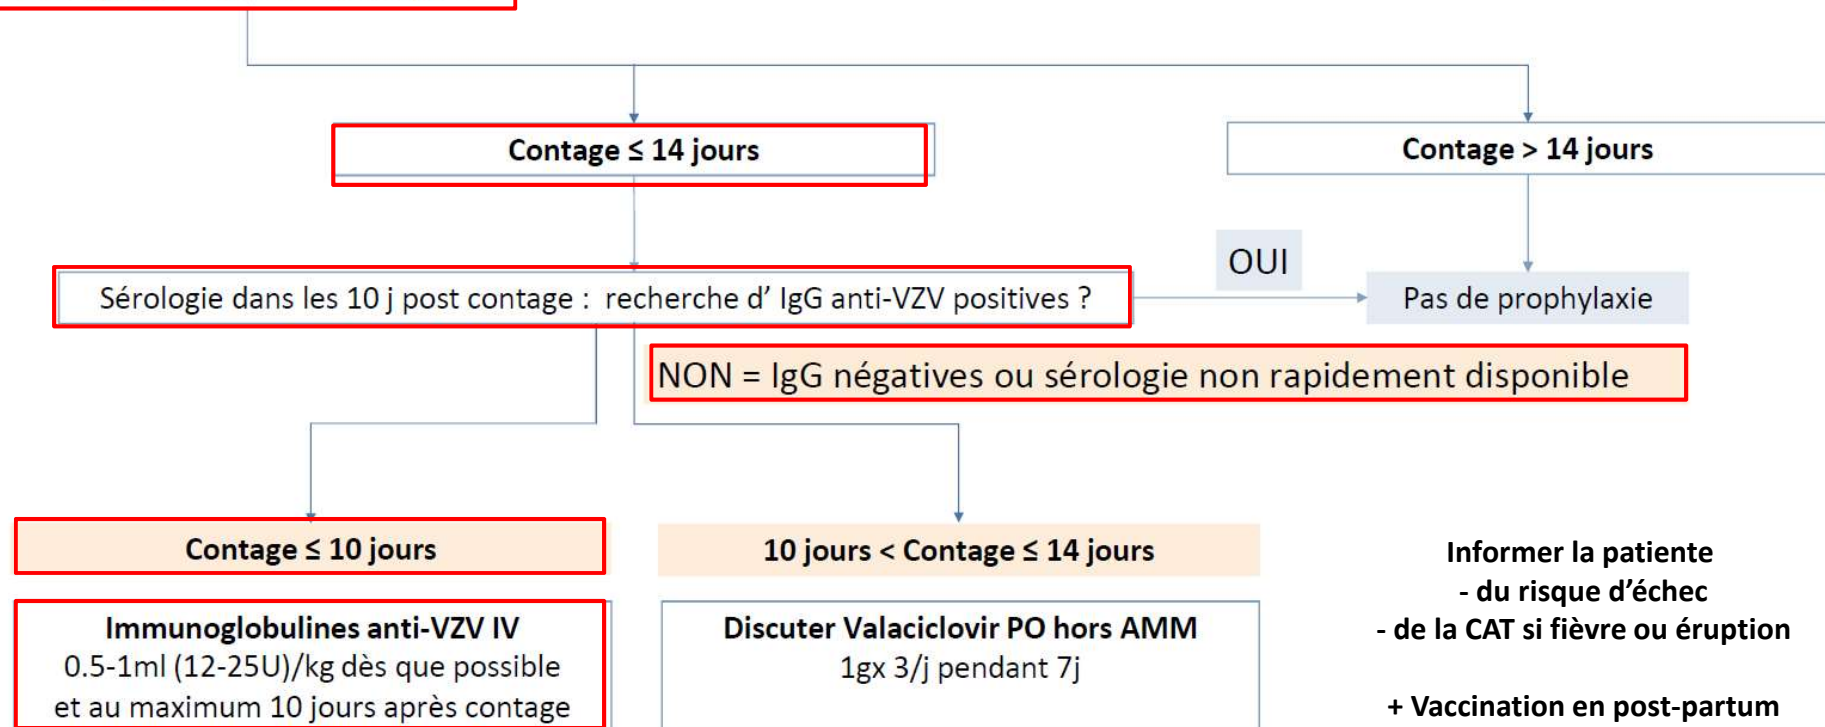 Contage ≤ 14 jours
Contage > 14 jours
OUI
Sérologie dans les 10 j post contage : recherche d' IgG anti-VZV positives ?
Pas de prophylaxie
NON = IgG négatives ou sérologie non rapidement disponible
Contage ≤ 10 jours
10 jours < Contage ≤ 14 jours
Immunoglobulines anti-VZV IV
0.5-1ml (12-25U)/kg dès que possible
et au maximum 10 jours après contage
Discuter Valaciclovir PO hors AMM
1gx 3/j pendant 7j
Informer la patiente
- du risque d’échec
- de la CAT si fièvre ou éruption
+ Vaccination en post-partum